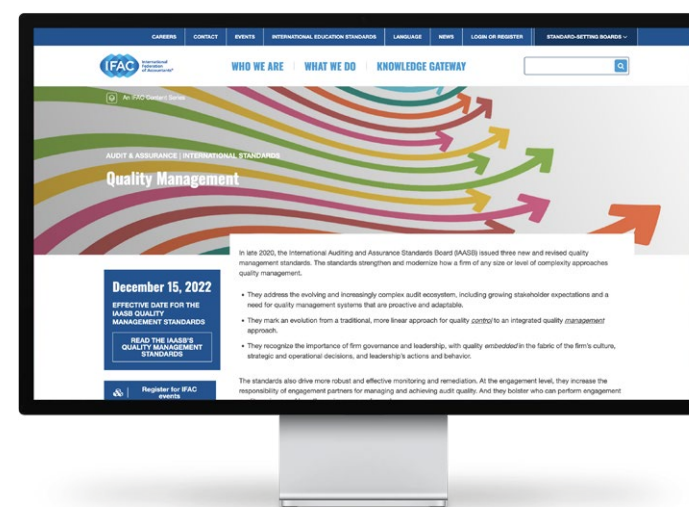 CAREERS CONTACT EVENTS INTERNATIONAL EDUCATION STANDARDS LANGUAGE NEWS LOGIN OR REGISTER STANDARD-SETTING BOARDS
IFAC International Federation of Accountants®
WHO WE ARE WHAT WE DO KNOWLEDGE GATEWAY
An IFAC Content Series
AUDIT & ASSURANCE | INTERNATIONAL STANDARDS
Quality Management
In late 2020, the International Auditing and Assurance Standards Board (IAASB) issued three new and revised quality
management standards. The standards strengthen and modernize how a firm of any size or level of complexity approaches
quality management.
• They address the evolving and increasingly complex audit ecosystem, including growing stakeholder expectations and a
need for quality management systems that are proactive and adaptable.
• They mark an evolution from a traditional, more linear approach for quality control to an integrated quality management
approach.
• They recognize the importance of firm governance and leadership, with quality embedded in the fabric of the firm's culture,
strategic and operational decisions, and leadership's actions and behavior.
The standards also drive more robust and effective monitoring and remediation. At the engagement level, they increase the
responsibility of engagement partners for managing and achieving audit quality. And they bolster who can perform engagement
December 15, 2022
EFFECTIVE DATE FOR THE
IAASB QUALITY
MANAGEMENT STANDARDS
READ THE IAASB'S
QUALITY MANAGEMENT
STANDARDS
Register for IFAC
events